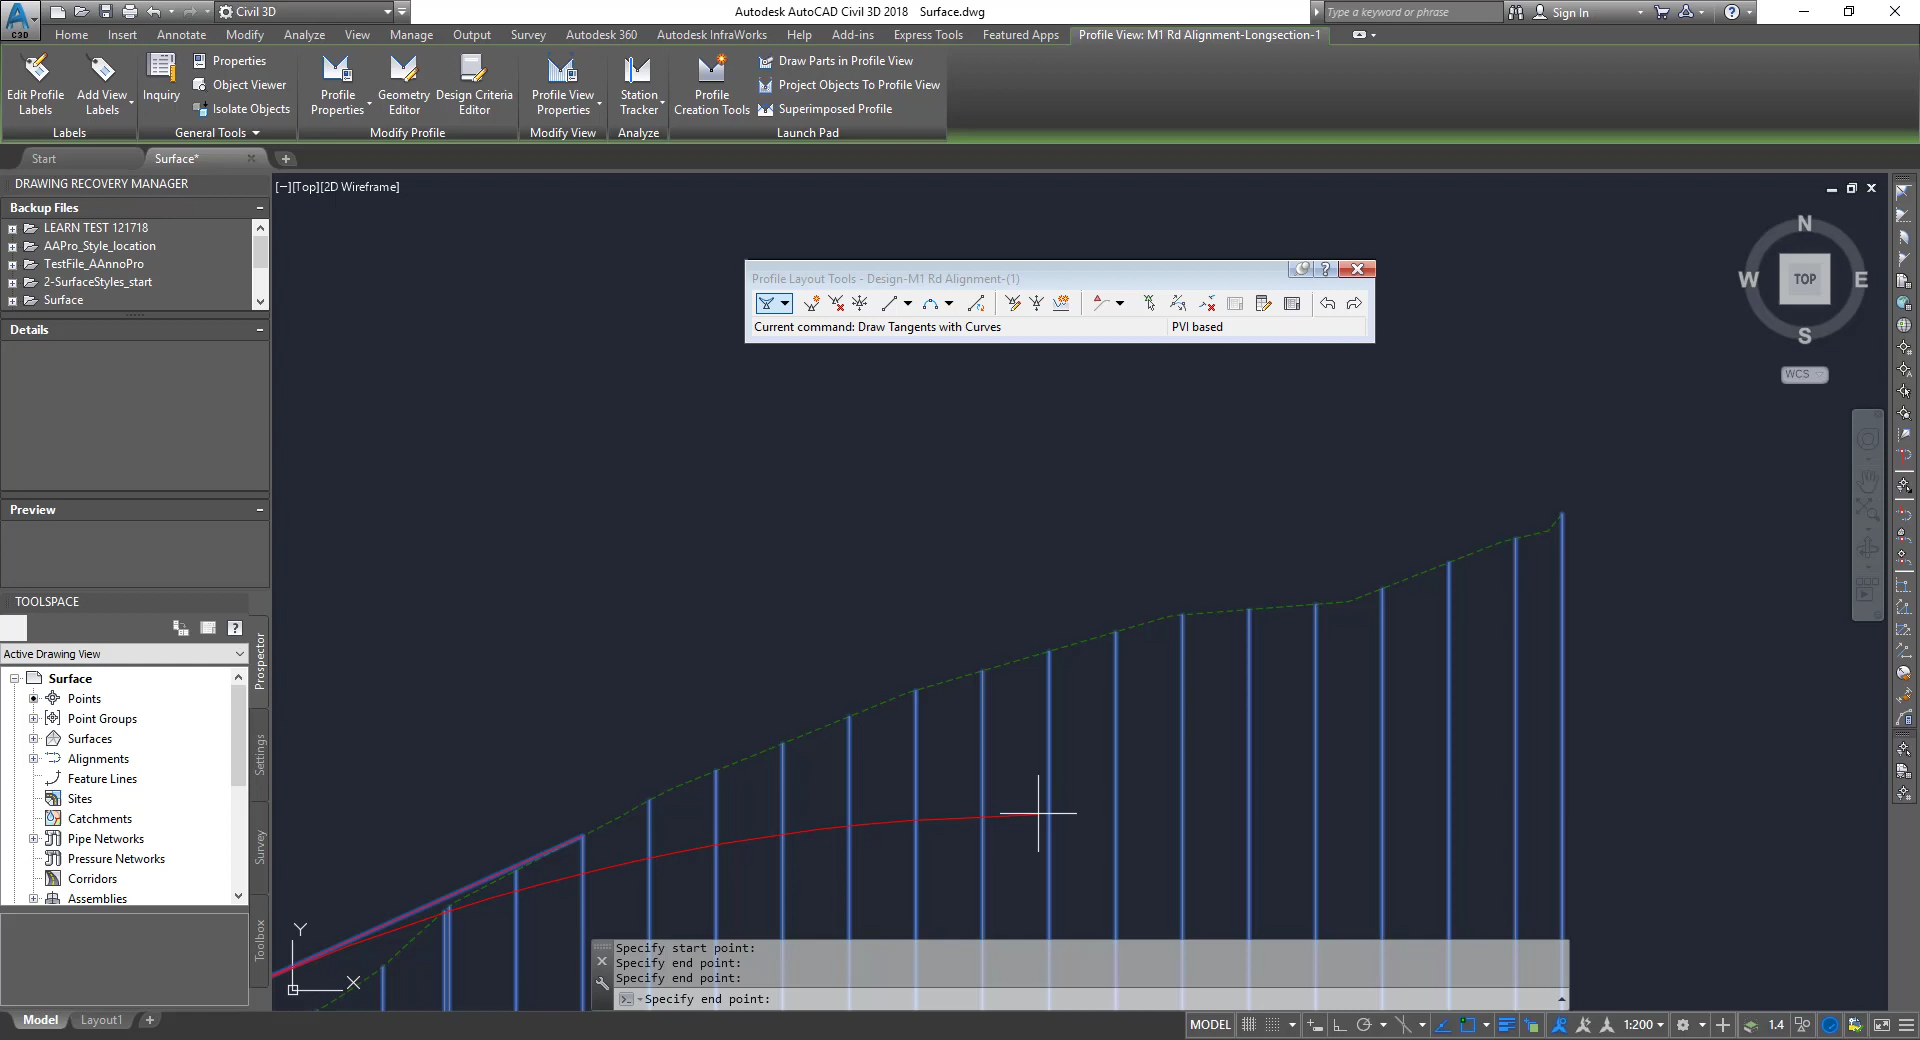 Civil 3D
Autodesk AutoCAD Civil 3D 2018 Surface.dwg
Type a keyword or phrase
Sign In
C3D
Home Insert Annotate Modify Analyze View Manage Output Survey Autodesk 360 Autodesk InfraWorks Help Add-ins Express Tools Featured Apps Profile View: M1 Rd Alignment-Longsection-1
Edit Profile Labels
Add View Labels
Labels
Inquiry
Properties
Object Viewer
Isolate Objects
General Tools
Profile Properties
Geometry Editor
Design Criteria Editor
Modify Profile
Profile View Properties
Modify View
Station Tracker
Analyze
Profile Creation Tools
Draw Parts in Profile View
Project Objects To Profile View
Superimposed Profile
Launch Pad
Start
Surface*
DRAWING RECOVERY MANAGER
Backup Files
LEARN TEST 121718
AAPro_Style_location
TestFile_AAnnoPro
2-SurfaceStyles_start
Surface
Details
Preview
TOOLSPACE
Active Drawing View
Surface
Points
Point Groups
Surfaces
Alignments
Feature Lines
Sites
Catchments
Pipe Networks
Pressure Networks
Corridors
Assemblies
Prospector
Settings
Survey
Toolbox
[−][Top][2D Wireframe]
Profile Layout Tools - Design-M1 Rd Alignment-(1)
Current command: Draw Tangents with Curves PVI based
N
W TOP E
S
WCS
Y
X
Specify start point:
Specify end point:
Specify end point:
Specify end point:
Model Layout1
MODEL 1:200 1.4